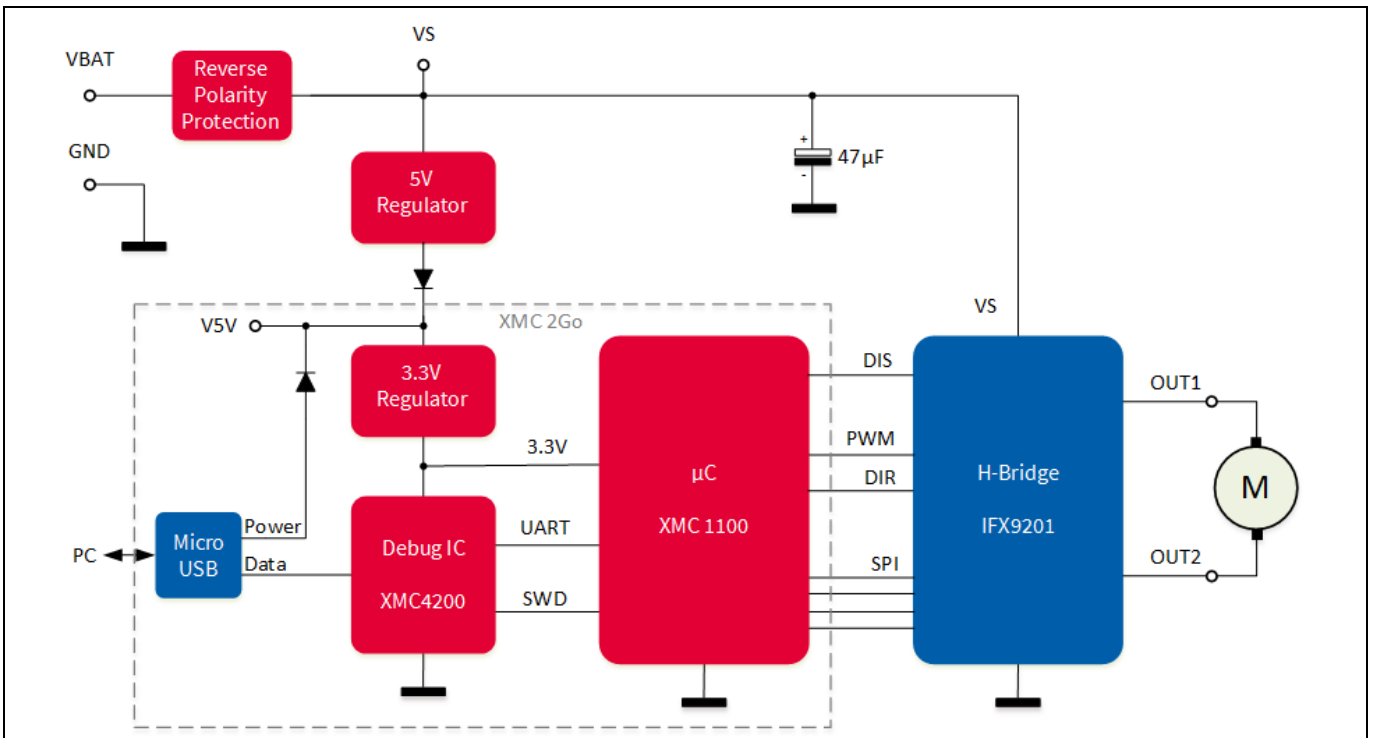 VS
VBAT
Reverse
Polarity
Protection
GND
+
47µF
-
5V
Regulator
VS
XMC 2Go
V5V
3.3V
Regulator
3.3V
DIS
PWM
DIR
OUT1
µC
XMC 1100
H-Bridge
IFX9201
M
Power
Micro
USB
PC
Data
Debug IC
XMC4200
UART
SWD
SPI
OUT2